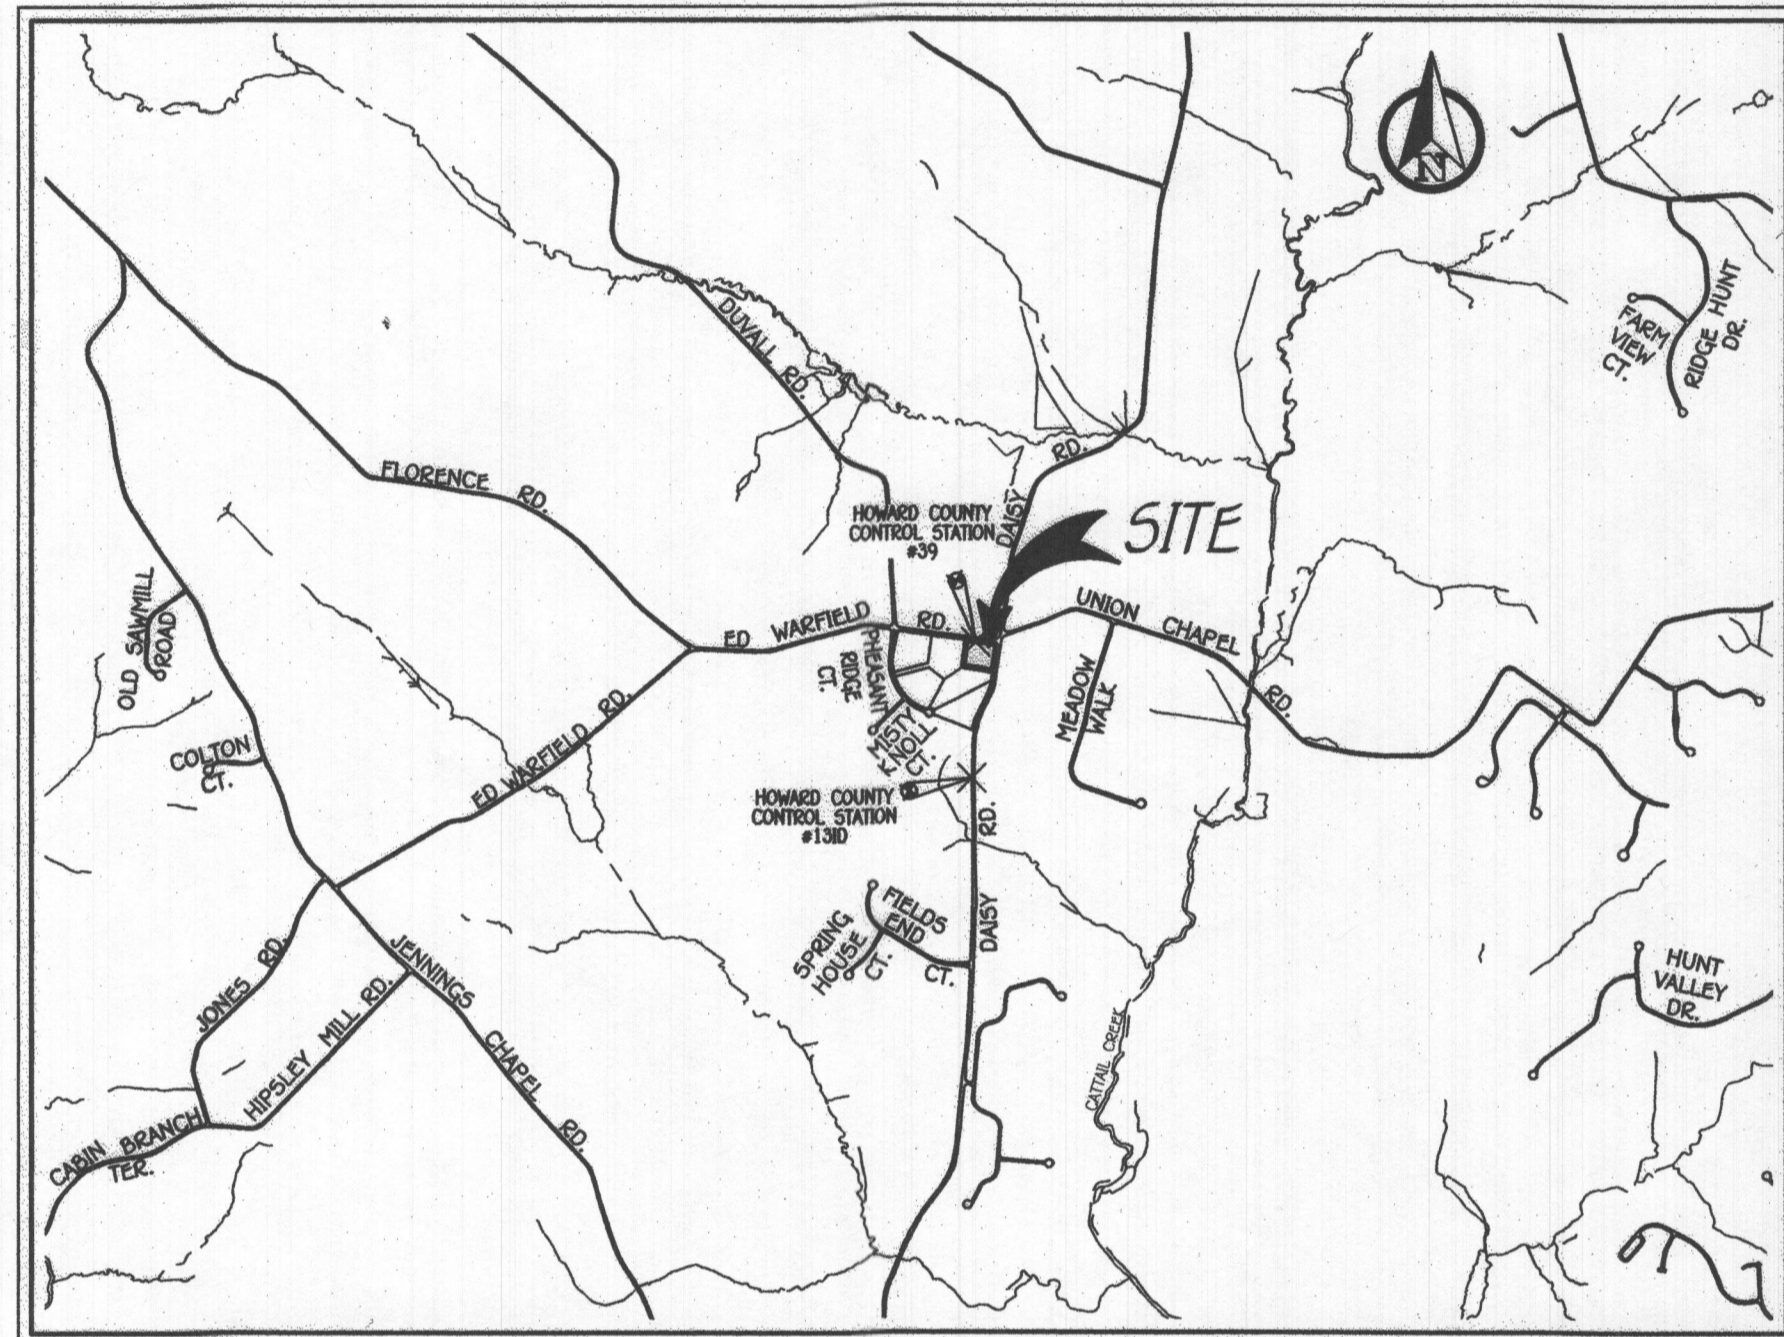 N
DUVALL RD.
FARM
VIEW
CT.
RIDGE HUNT
DR.
FLORENCE RD.
DAISY RD.
HOWARD COUNTY
CONTROL STATION
#39
SITE
OLD SAWMILL
ROAD
ED WARFIELD RD.
UNION CHAPEL RD.
PHEASANT
RIDGE
CT.
MISTY
KNOLL
CT.
MEADOW
WALK
ED WARFIELD RD.
COLTON
CT.
HOWARD COUNTY
CONTROL STATION
#13ID
DAISY RD.
FIELDS
END
CT.
SPRING
HOUSE
CT.
JONES RD.
JENNINGS CHAPEL RD.
HIPSLEY MILL RD.
CABIN BRANCH
TER.
CATTAIL CREEK
HUNT
VALLEY
DR.